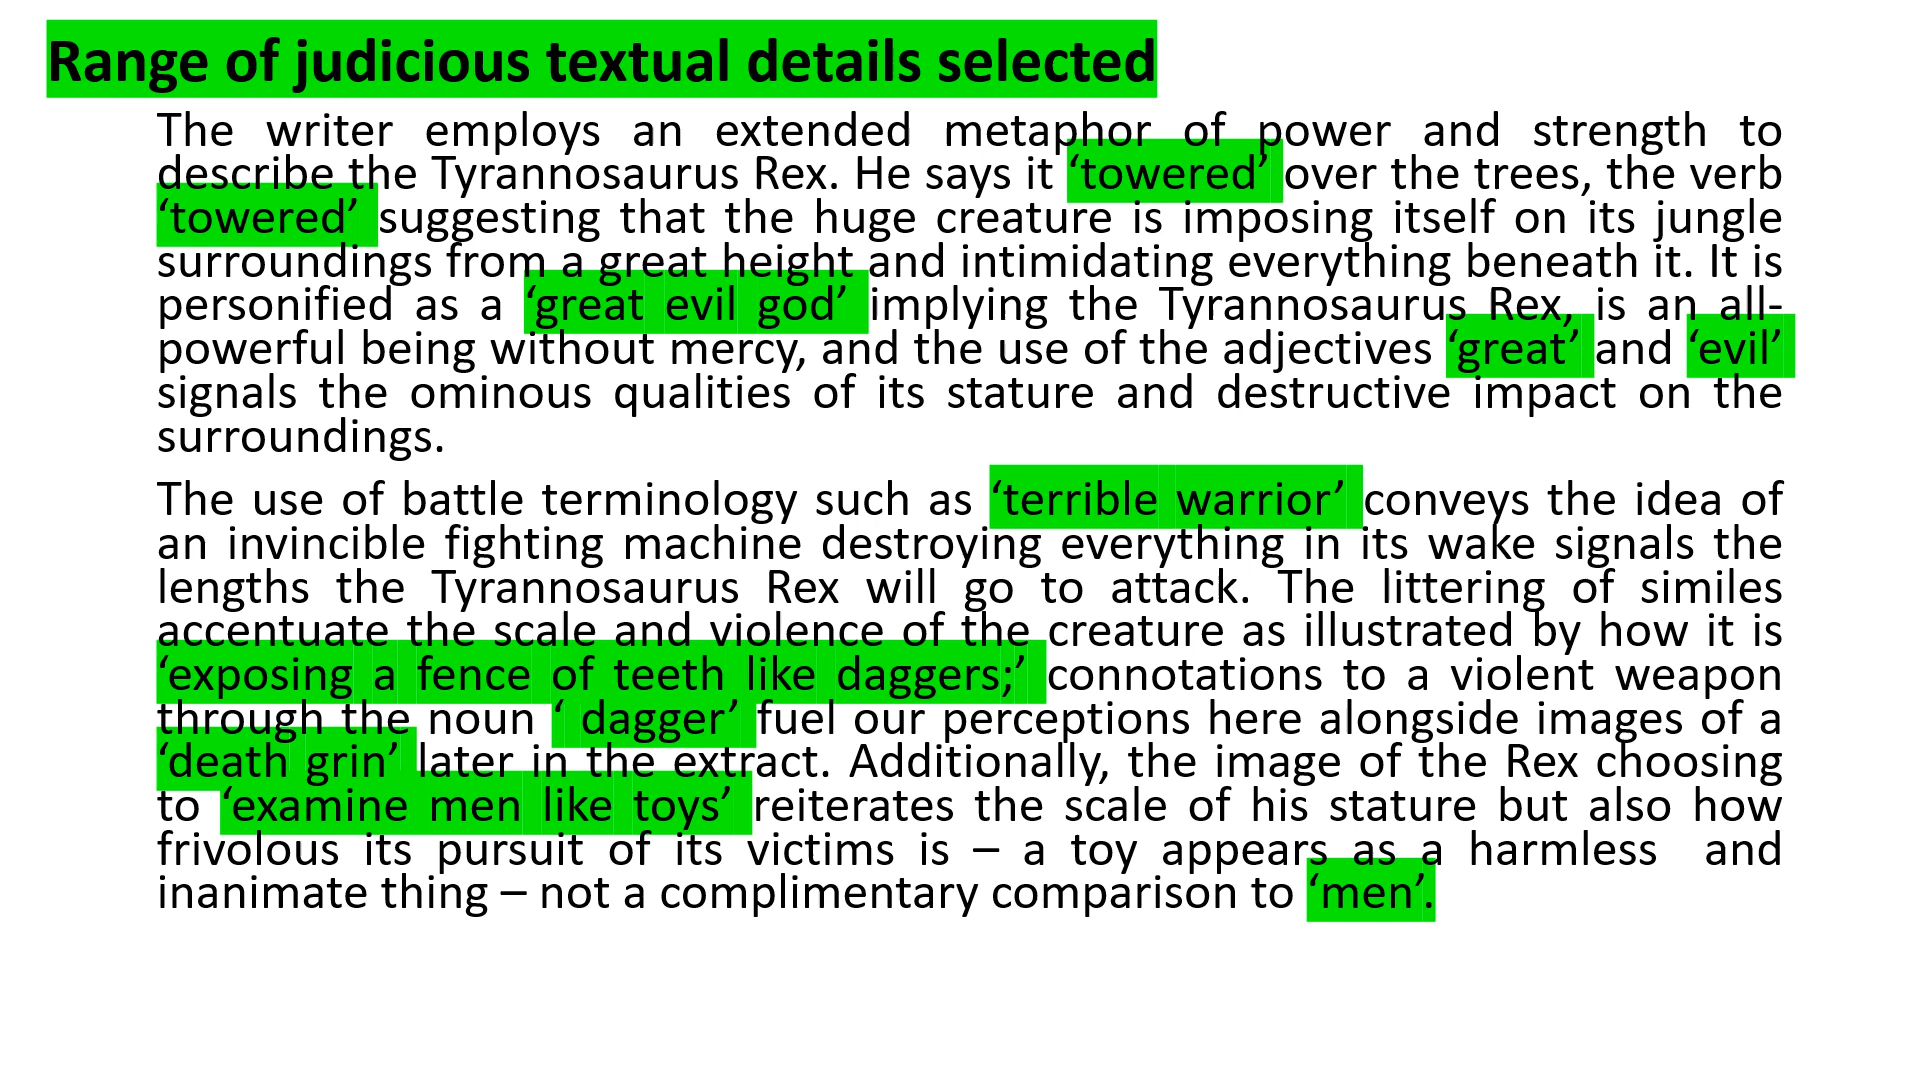 Range of judicious textual details selected
The writer employs an extended metaphor of power and strength to
describe the Tyrannosaurus Rex. He says it ‘towered’ over the trees, the verb
‘towered’ suggesting that the huge creature is imposing itself on its jungle
surroundings from a great height and intimidating everything beneath it. It is
personified as a ‘great evil god’ implying the Tyrannosaurus Rex, is an all-
powerful being without mercy, and the use of the adjectives ‘great’ and ‘evil’
signals the ominous qualities of its stature and destructive impact on the
surroundings.
The use of battle terminology such as ‘terrible warrior’ conveys the idea of
an invincible fighting machine destroying everything in its wake signals the
lengths the Tyrannosaurus Rex will go to attack. The littering of similes
accentuate the scale and violence of the creature as illustrated by how it is
‘exposing a fence of teeth like daggers;’ connotations to a violent weapon
through the noun ‘ dagger’ fuel our perceptions here alongside images of a
‘death grin’ later in the extract. Additionally, the image of the Rex choosing
to ‘examine men like toys’ reiterates the scale of his stature but also how
frivolous its pursuit of its victims is – a toy appears as a harmless  and
inanimate thing – not a complimentary comparison to ‘men’.